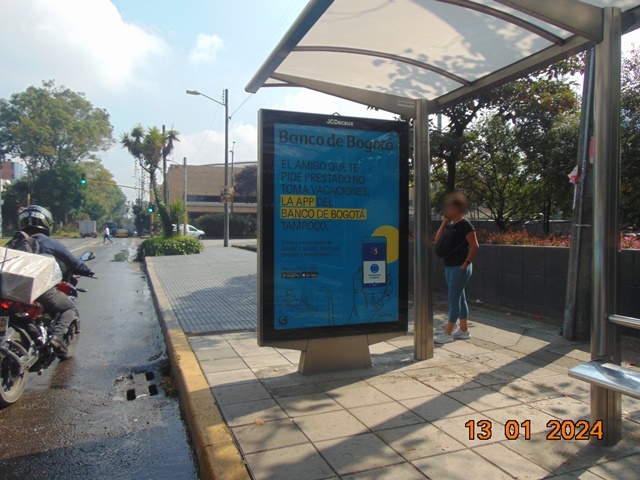 JCDecaux
Banco de Bogotá
EL AMIGO QUE TE
PIDE PRESTADO NO
TOMA VACACIONES,
LA APP DEL
BANCO DE BOGOTÁ
TAMPOCO.
13 01 2024